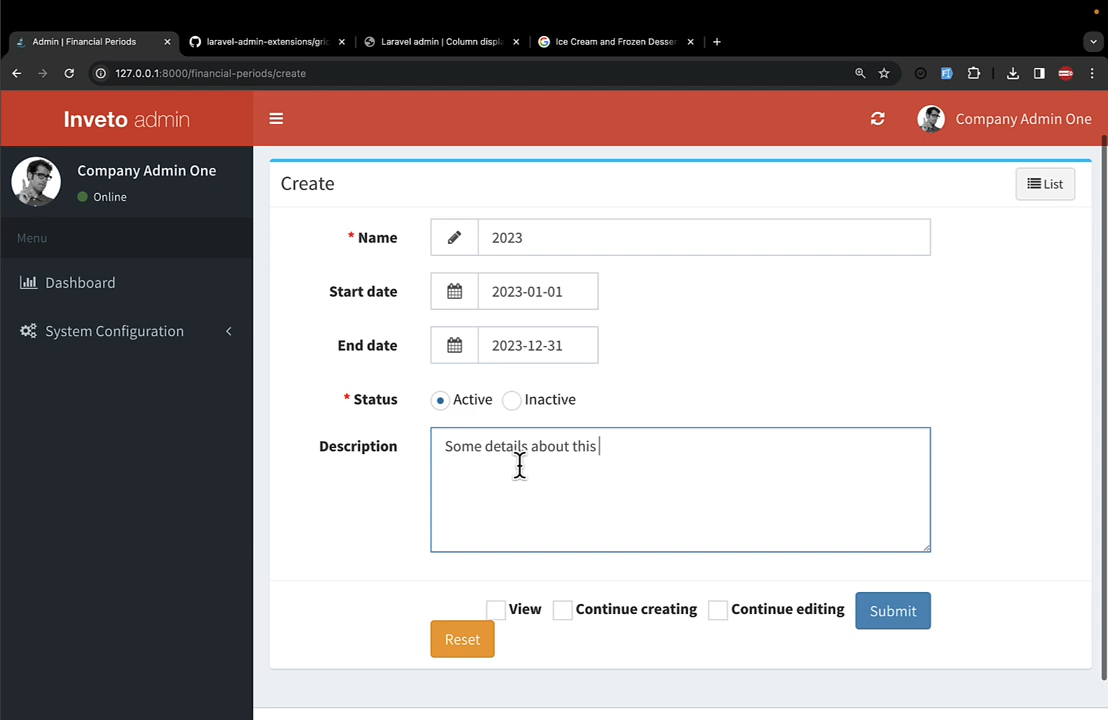 Admin | Financial Periods
laravel-admin-extensions/gri
Laravel admin | Column displ
Ice Cream and Frozen Desser
127.0.0.1:8000/financial-periods/create
Inveto admin
Company Admin One
Company Admin One
Online
Menu
Dashboard
System Configuration
Create
List
* Name
2023
Start date
2023-01-01
End date
2023-12-31
* Status
Active
Inactive
Description
Some details about this
View
Continue creating
Continue editing
Submit
Reset